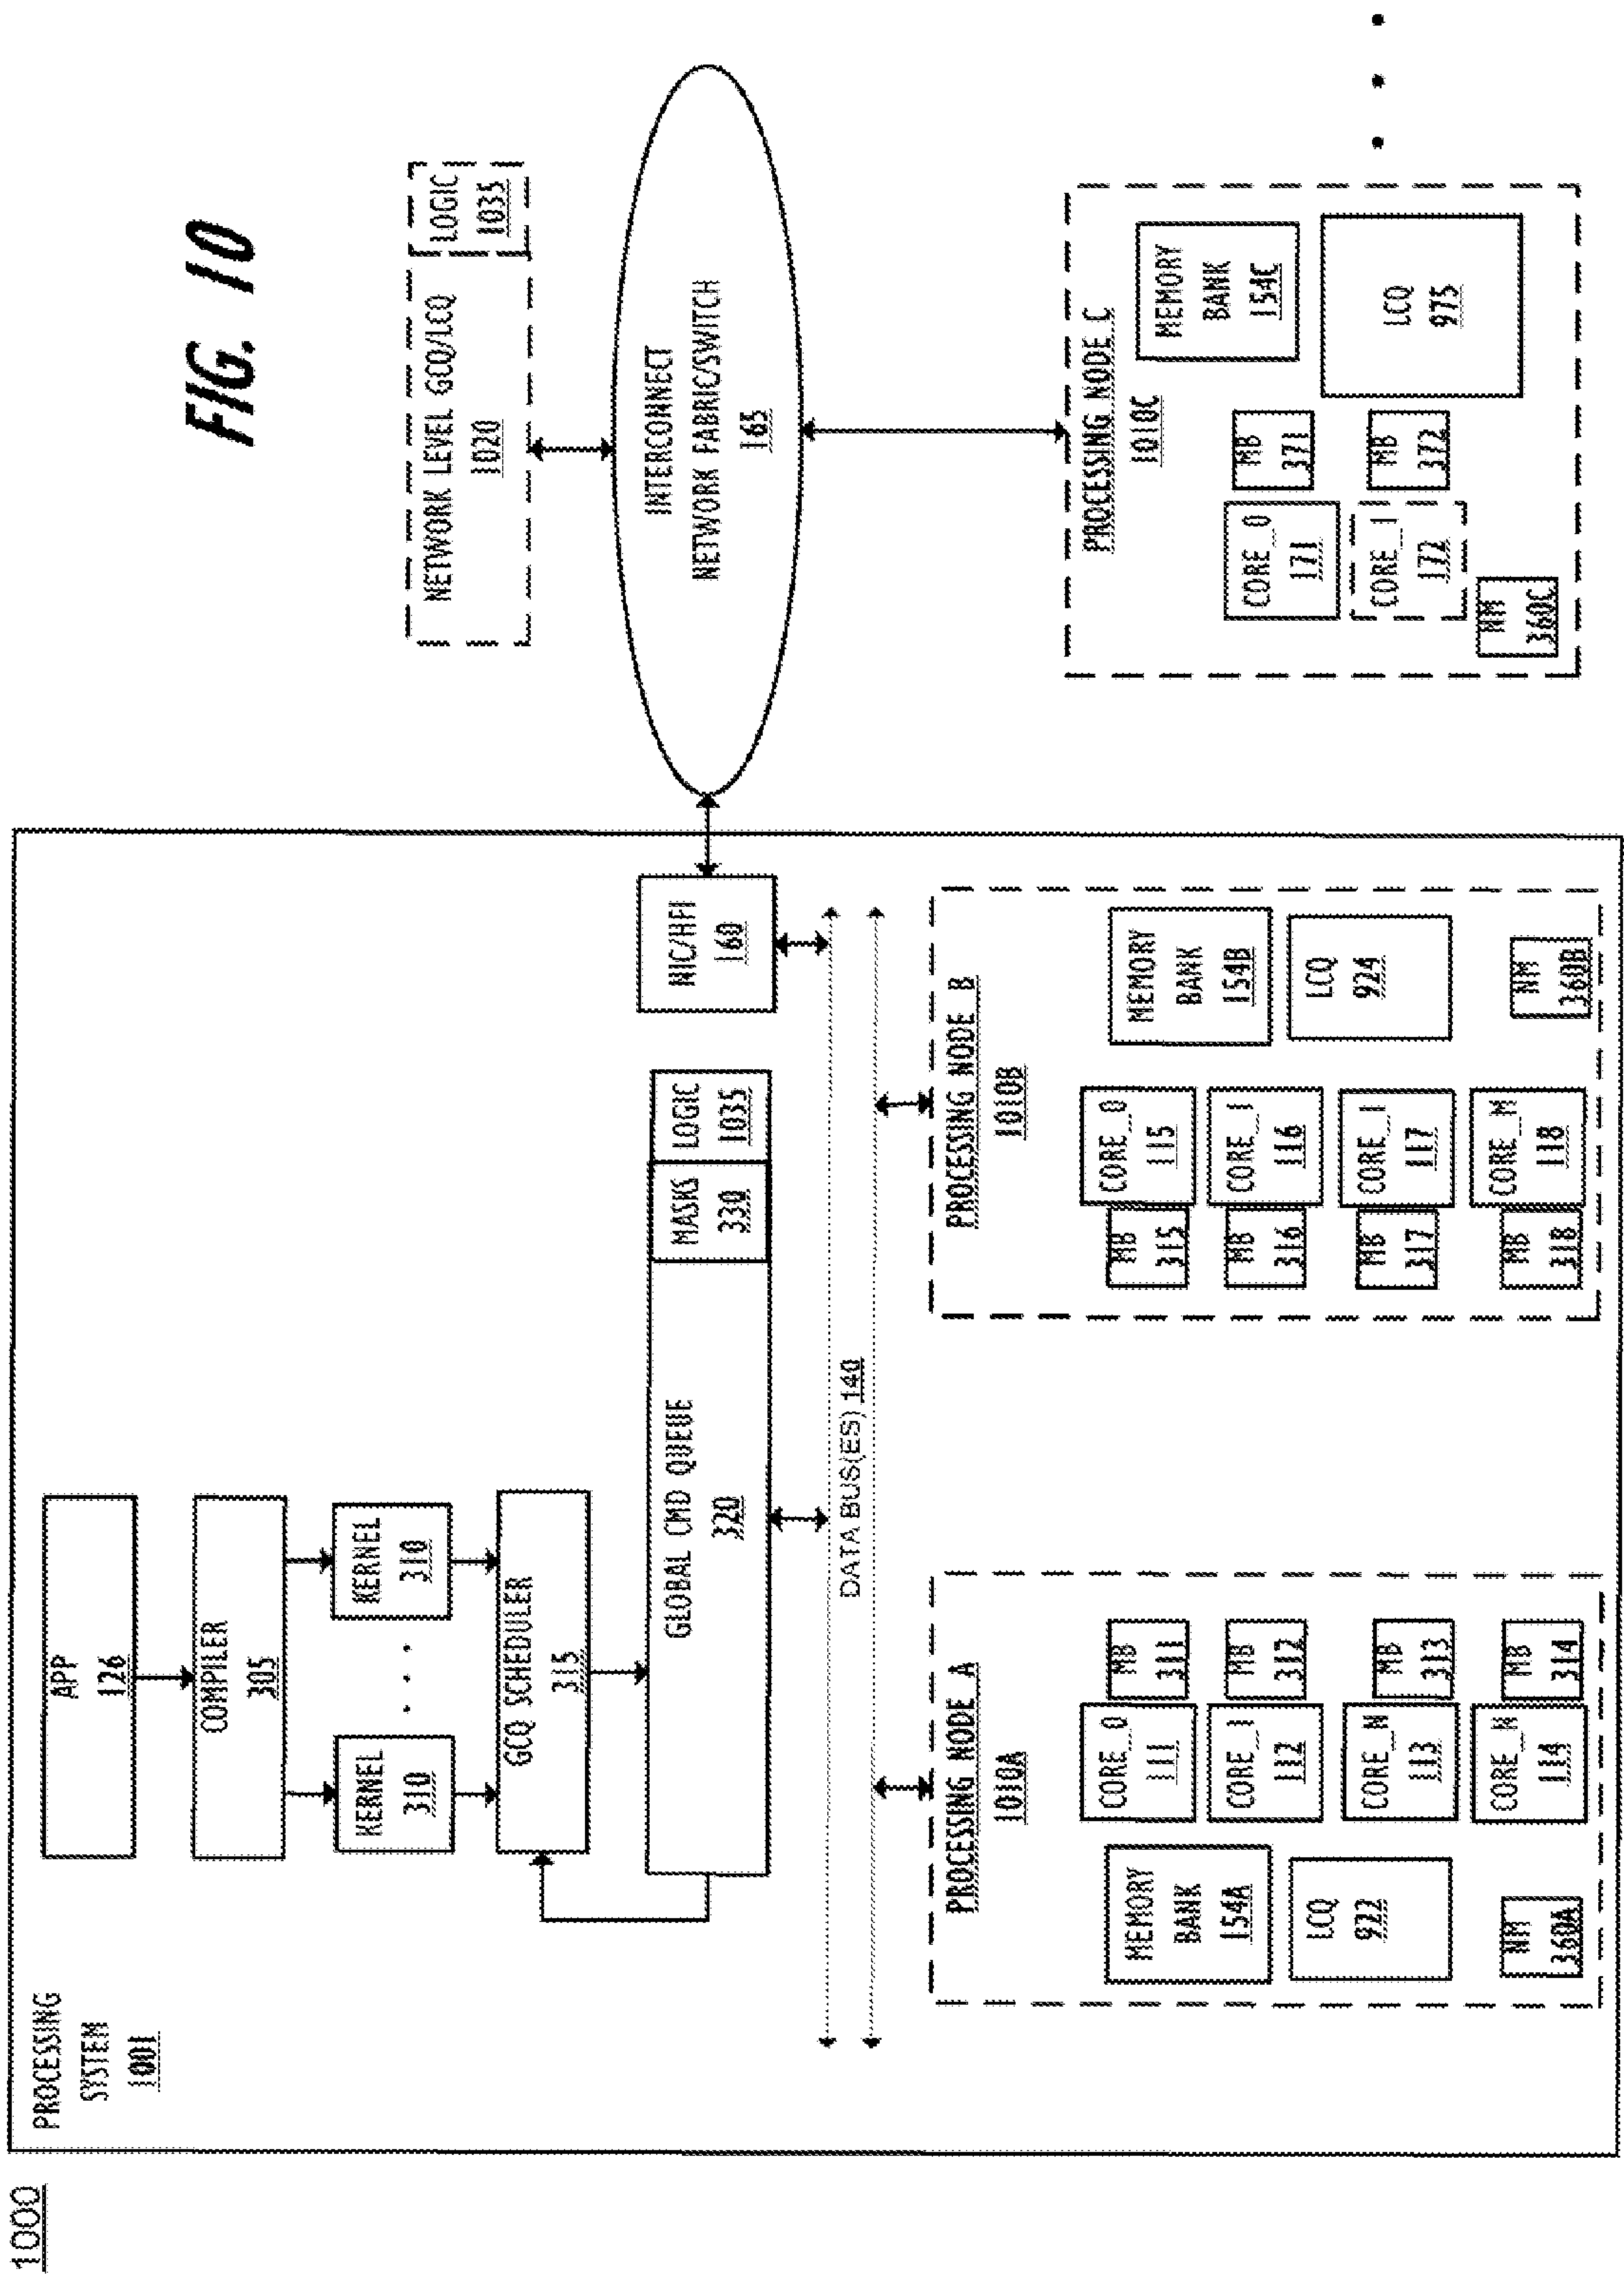 1000
FIG. 10
PROCESSING
SYSTEM
1001
APP
126
COMPILER
305
KERNEL
310
. . .
KERNEL
310
GCQ SCHEDULER
315
GLOBAL CMD QUEUE
320
MASKS
330
LOGIC
1035
NIC/HFI
160
DATA BUS(ES) 140
NETWORK LEVEL GCQ/LCQ
1020
LOGIC
1035
INTERCONNECT
NETWORK FABRIC/SWITCH
165
PROCESSING NODE A
1010A
MEMORY
BANK
154A
LCQ
922
NM
360A
CORE_0
111
MB
311
CORE_1
112
MB
312
CORE_N
113
MB
313
CORE_N
114
MB
314
PROCESSING NODE B
1010B
MB
315
CORE_0
115
MB
316
CORE_1
116
MB
317
CORE_1
117
MB
318
CORE_M
118
MEMORY
BANK
154B
LCQ
924
NM
360B
PROCESSING NODE C
1010C
CORE_0
171
MB
371
CORE_1
172
MB
372
NM
360C
MEMORY
BANK
154C
LCQ
975
• • •